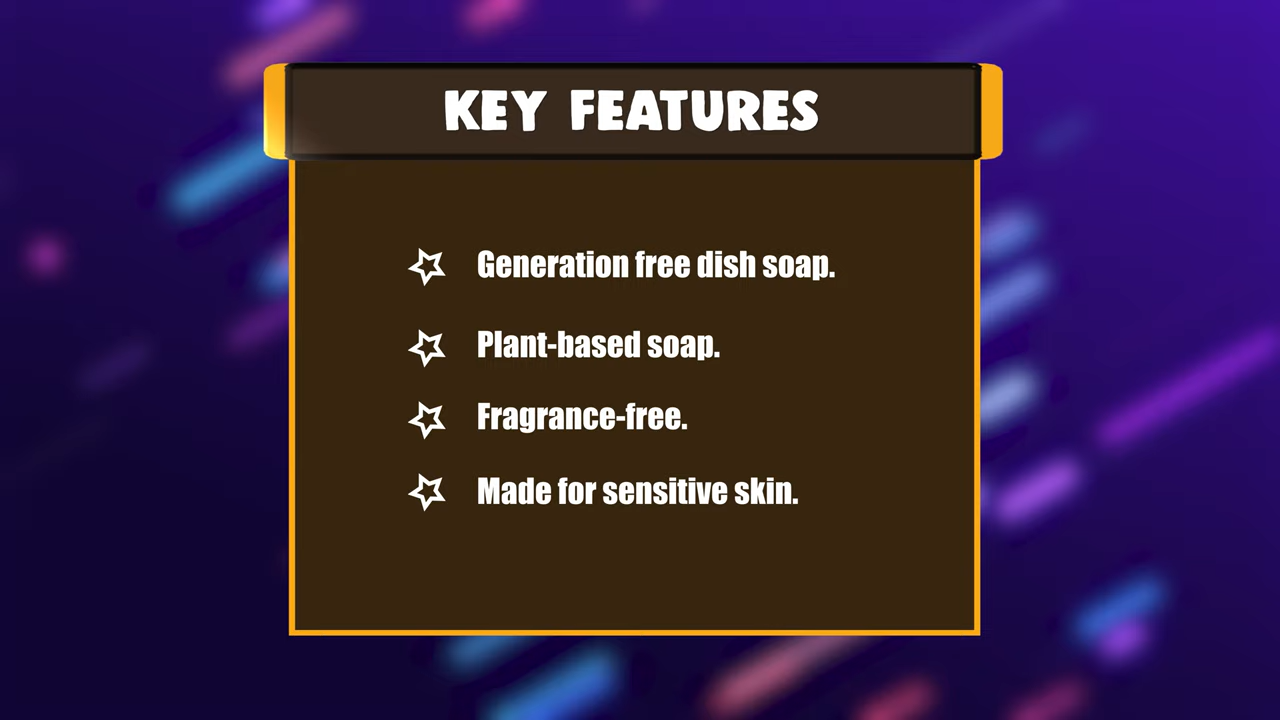 KEY FEATURES
Generation free dish soap.
Plant-based soap.
Fragrance-free.
Made for sensitive skin.